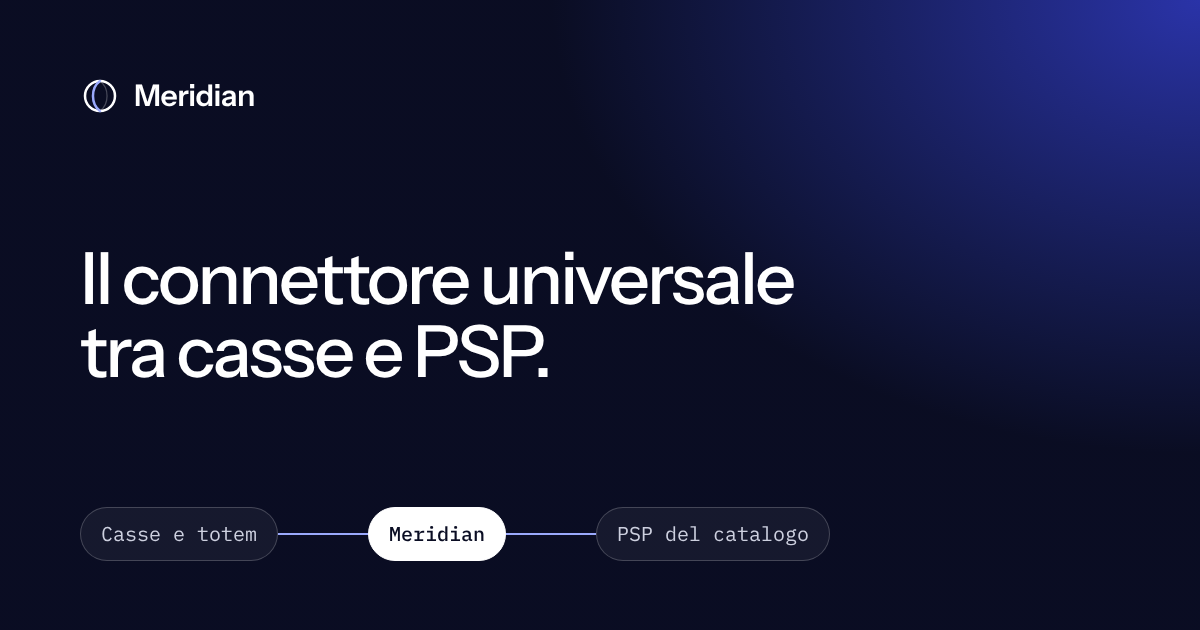 Meridian
Il connettore universale
tra casse e PSP.
Casse e totem
Meridian
PSP del catalogo